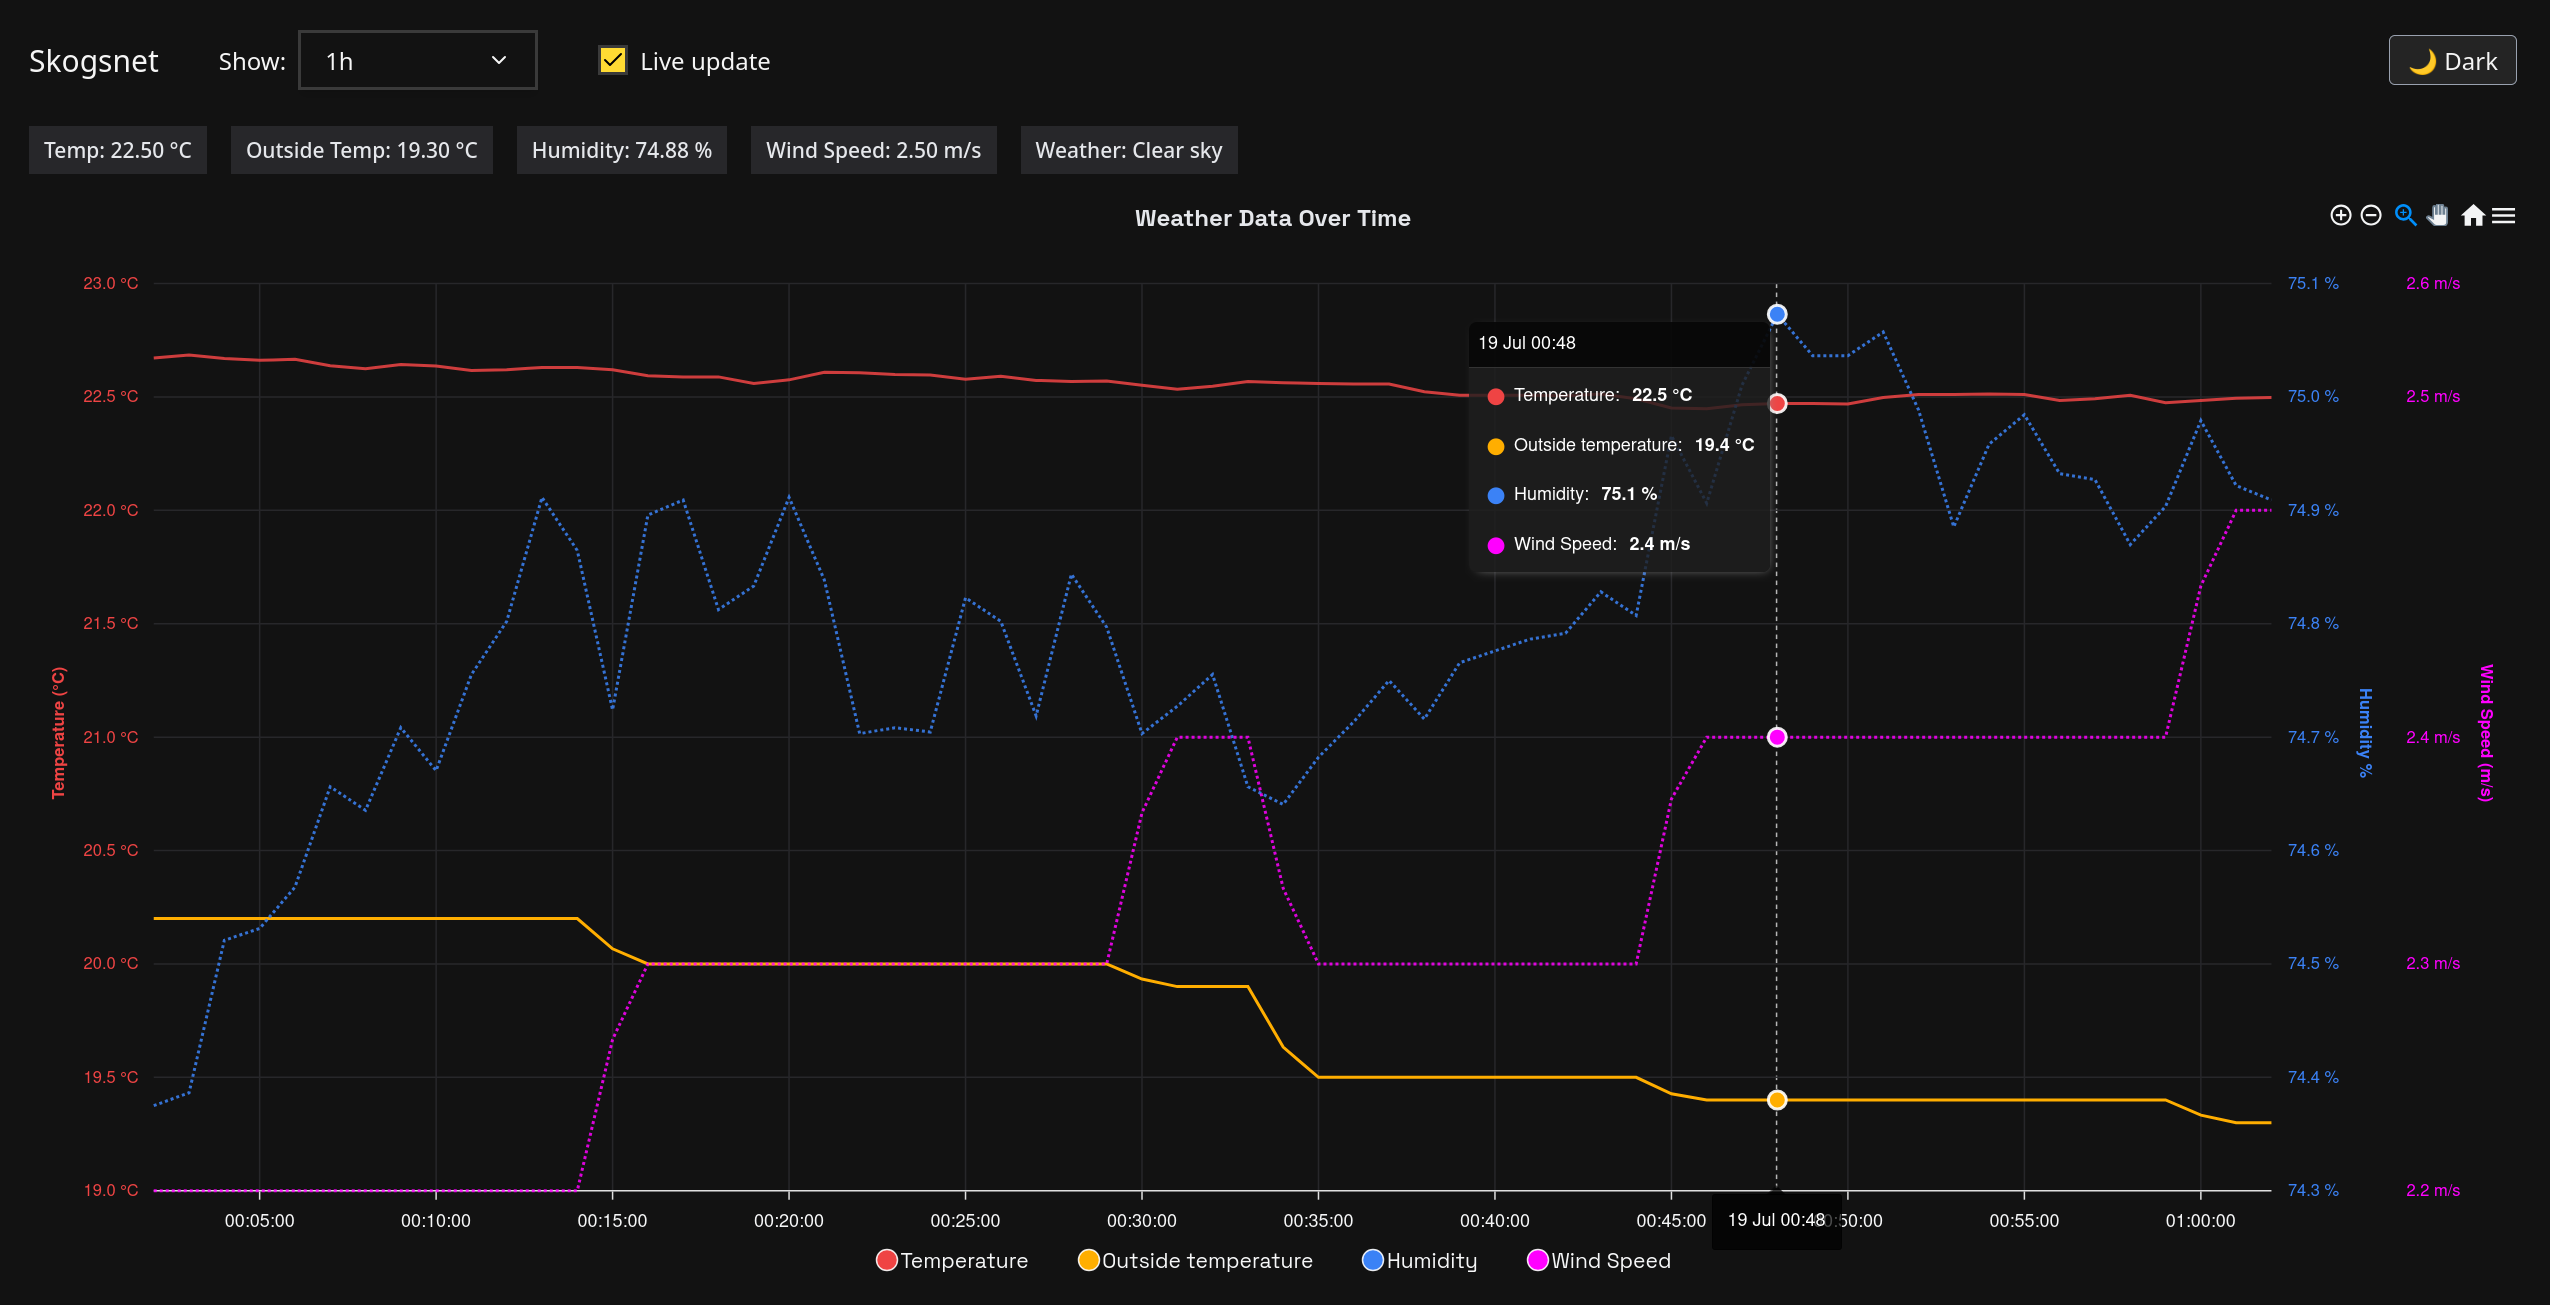 Skogsnet Show: 1h Live update 🌙 Dark
Temp: 22.50 °C Outside Temp: 19.30 °C Humidity: 74.88 % Wind Speed: 2.50 m/s Weather: Clear sky
Weather Data Over Time
23.0 °C 75.1 % 2.6 m/s
19 Jul 00:48
22.5 °C Temperature: 22.5 °C 75.0 % 2.5 m/s
Outside temperature: 19.4 °C
Humidity: 75.1 %
22.0 °C 74.9 %
Wind Speed: 2.4 m/s
21.5 °C 74.8 %
Temperature (°C)
Humidity %
Wind Speed (m/s)
21.0 °C 74.7 % 2.4 m/s
20.5 °C 74.6 %
20.0 °C 74.5 % 2.3 m/s
19.5 °C 74.4 %
19.0 °C 74.3 % 2.2 m/s
00:05:00 00:10:00 00:15:00 00:20:00 00:25:00 00:30:00 00:35:00 00:40:00 00:45:00 19 Jul 00:48 :50:00 00:55:00 01:00:00
Temperature Outside temperature Humidity Wind Speed